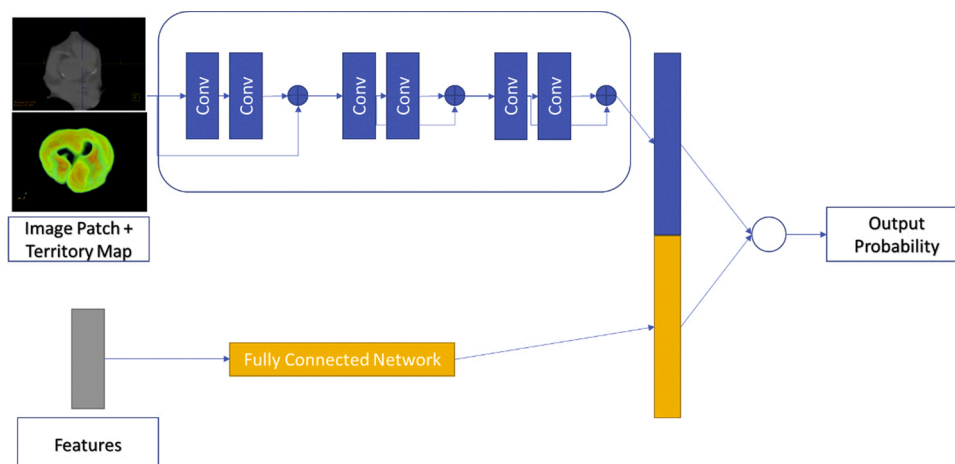 Conv
Conv
Conv
Conv
Conv
Conv
Image Patch +
Territory Map
Output
Probability
Fully Connected Network
Features